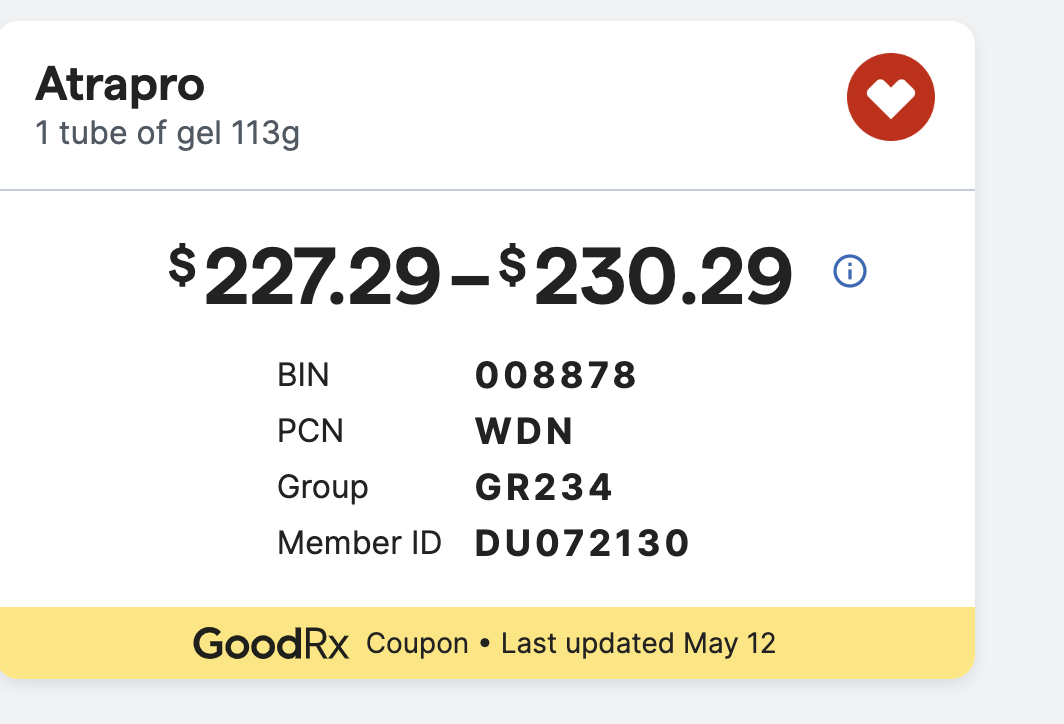 Atrapro
1 tube of gel 113g
$227.29–$230.29
BIN 008878
PCN WDN
Group GR234
Member ID DU072130
GoodRx Coupon • Last updated May 12